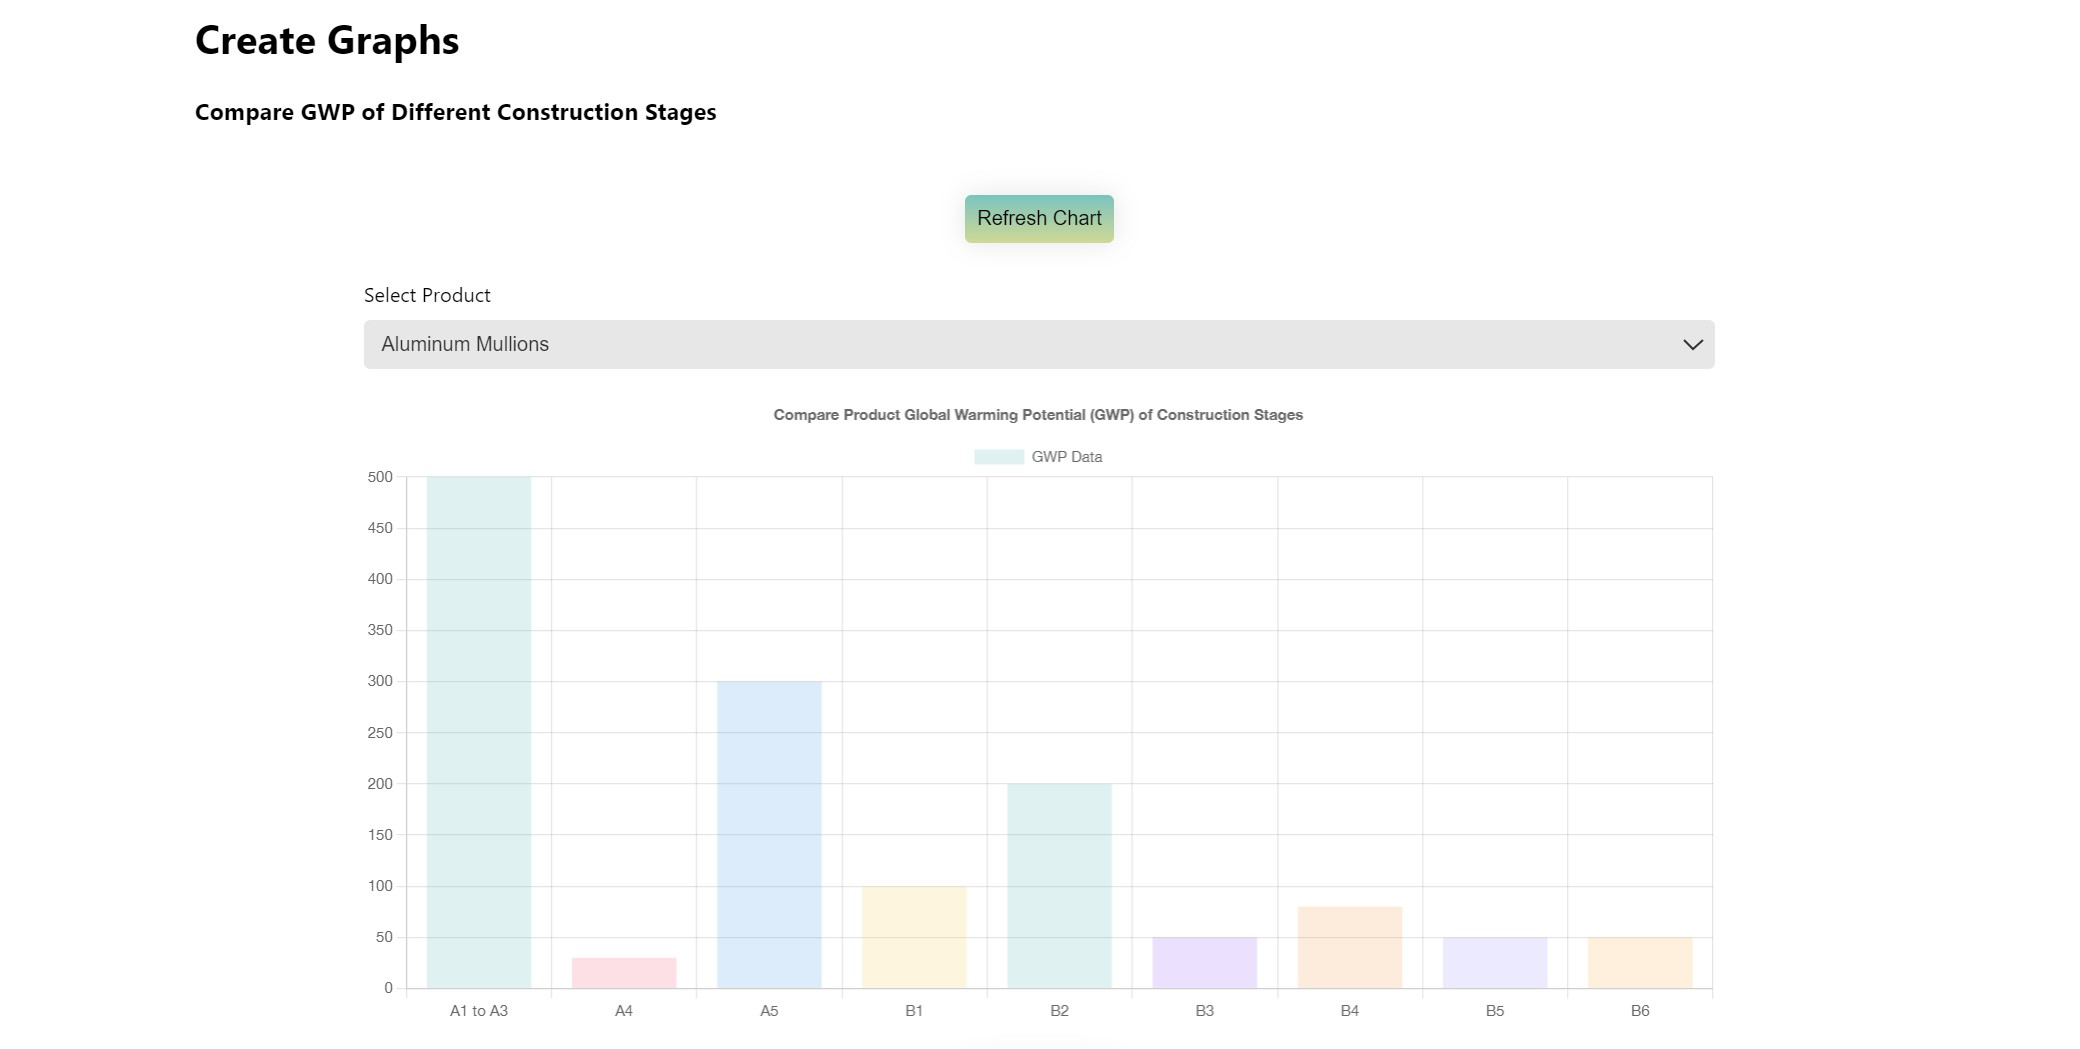 Create Graphs
Compare GWP of Different Construction Stages
Refresh Chart
Select Product
Aluminum Mullions
Compare Product Global Warming Potential (GWP) of Construction Stages
GWP Data
500
450
400
350
300
250
200
150
100
50
0
A1 to A3 A4 A5 B1 B2 B3 B4 B5 B6